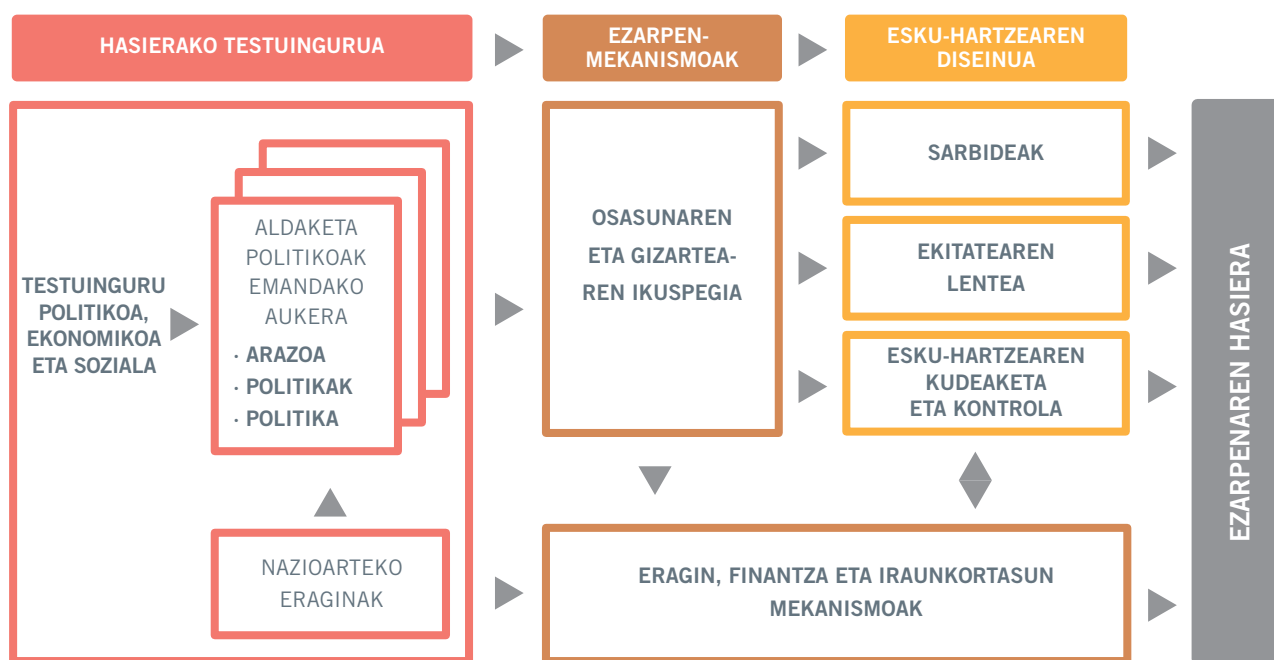 HASIERAKO TESTUINGURUA
EZARPEN-
MEKANISMOAK
ESKU-HARTZEAREN
DISEINUA
TESTUINGURU
POLITIKOA,
EKONOMIKOA
ETA SOZIALA
ALDAKETA
POLITIKOAK
EMANDAKO
AUKERA
· ARAZOA
· POLITIKAK
· POLITIKA
NAZIOARTEKO
ERAGINAK
OSASUNAREN
ETA GIZARTEA-
REN IKUSPEGIA
SARBIDEAK
EKITATEAREN
LENTEA
ESKU-HARTZEAREN
KUDEAKETA
ETA KONTROLA
ERAGIN, FINANTZA ETA IRAUNKORTASUN
MEKANISMOAK
EZARPENAREN HASIERA